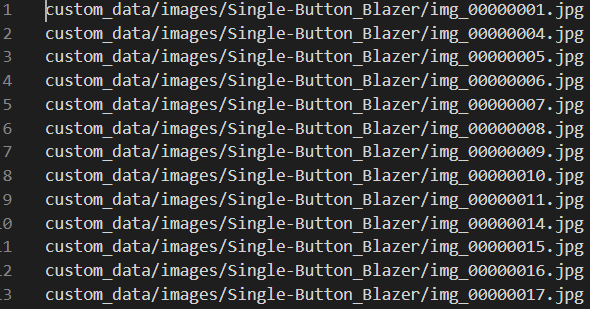 1 custom_data/images/Single-Button_Blazer/img_00000001.jpg
2 custom_data/images/Single-Button_Blazer/img_00000004.jpg
3 custom_data/images/Single-Button_Blazer/img_00000005.jpg
4 custom_data/images/Single-Button_Blazer/img_00000006.jpg
5 custom_data/images/Single-Button_Blazer/img_00000007.jpg
6 custom_data/images/Single-Button_Blazer/img_00000008.jpg
7 custom_data/images/Single-Button_Blazer/img_00000009.jpg
8 custom_data/images/Single-Button_Blazer/img_00000010.jpg
9 custom_data/images/Single-Button_Blazer/img_00000011.jpg
10 custom_data/images/Single-Button_Blazer/img_00000014.jpg
11 custom_data/images/Single-Button_Blazer/img_00000015.jpg
12 custom_data/images/Single-Button_Blazer/img_00000016.jpg
13 custom_data/images/Single-Button_Blazer/img_00000017.jpg